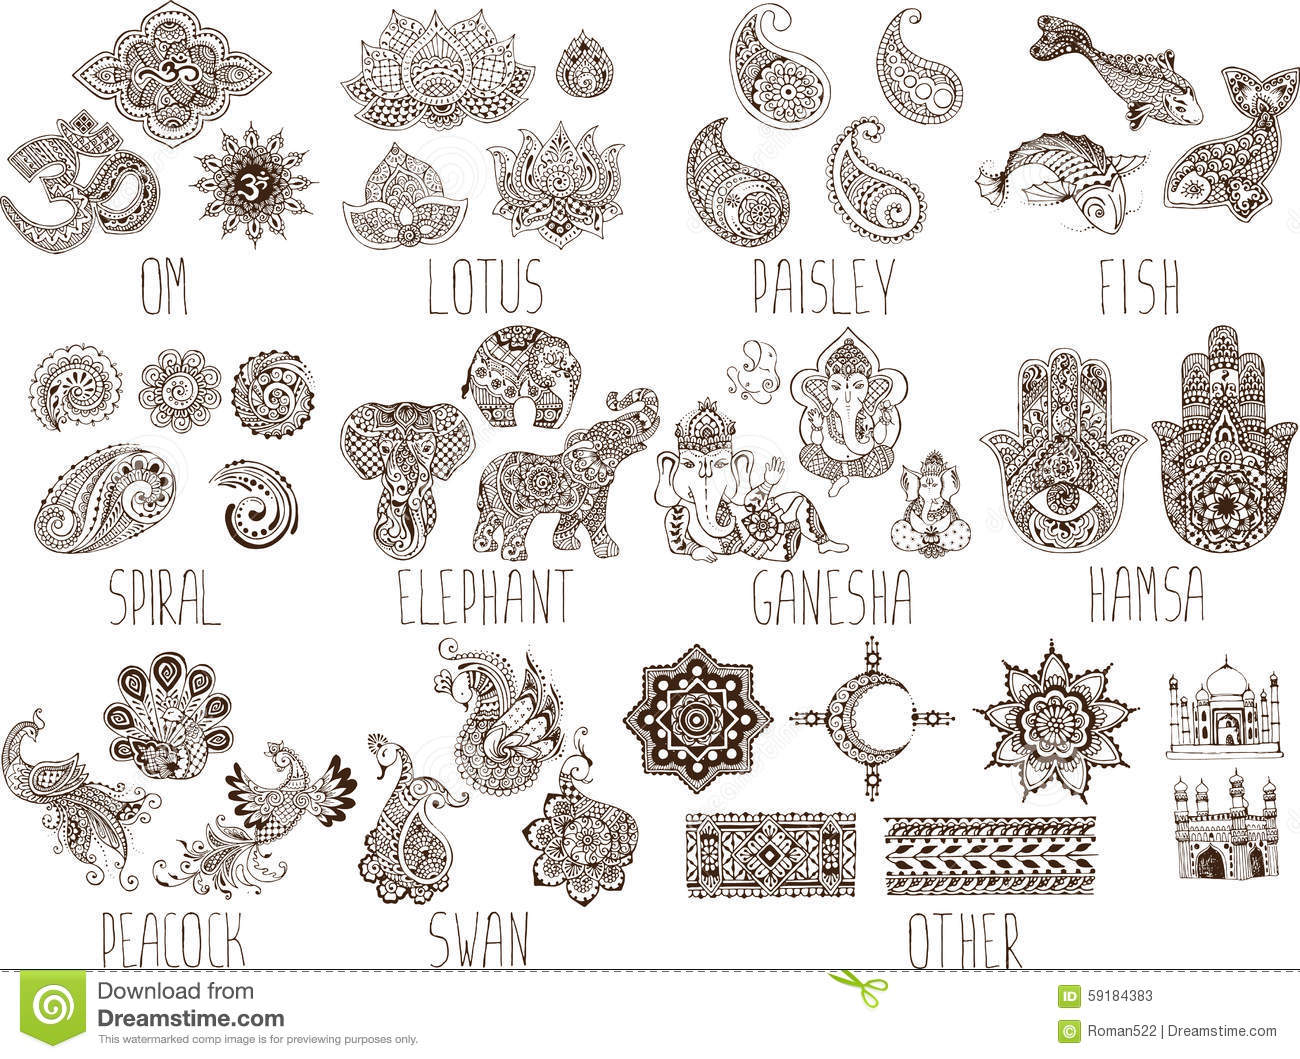 OM
LOTUS
PAISLEY
FISH
SPIRAL
ELEPHANT
GANESHA
HAMSA
PEACOCK
SWAN
OTHER
Download from
Dreamstime.com
This watermarked comp image is for previewing purposes only.
ID 59184383
© Roman522 | Dreamstime.com